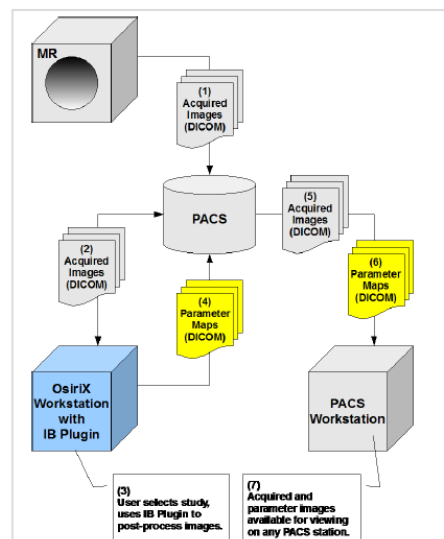 MR
(1)
Acquired
Images
(DICOM)
PACS
(5)
Acquired
Images
(DICOM)
(2)
Acquired
Images
(DICOM)
(4)
Parameter
Maps
(DICOM)
(6)
Parameter
Maps
(DICOM)
OsiriX
Workstation
with
IB Plugin
PACS
Workstation
(3)
User selects study,
uses IB Plugin to
post-process images.
(7)
Acquired and
parameter images
available for viewing
on any PACS station.